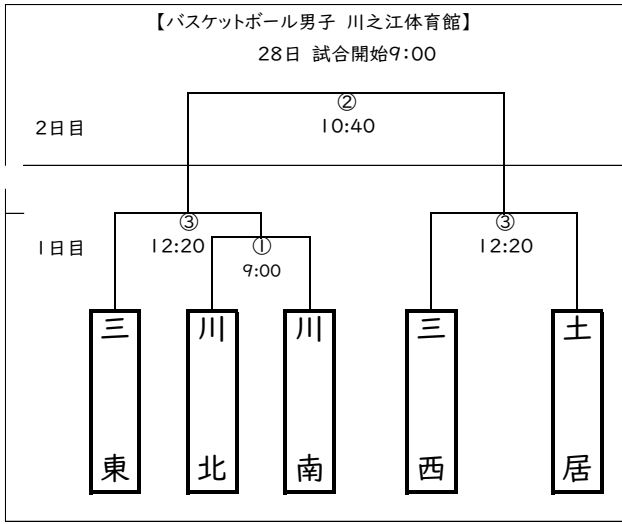 【バスケットボール男子 川之江体育館】
28日 試合開始9:00
②
10:40
2日目
1日目
③
12:20
①
9:00
③
12:20
三東
川北
川南
三西
土居